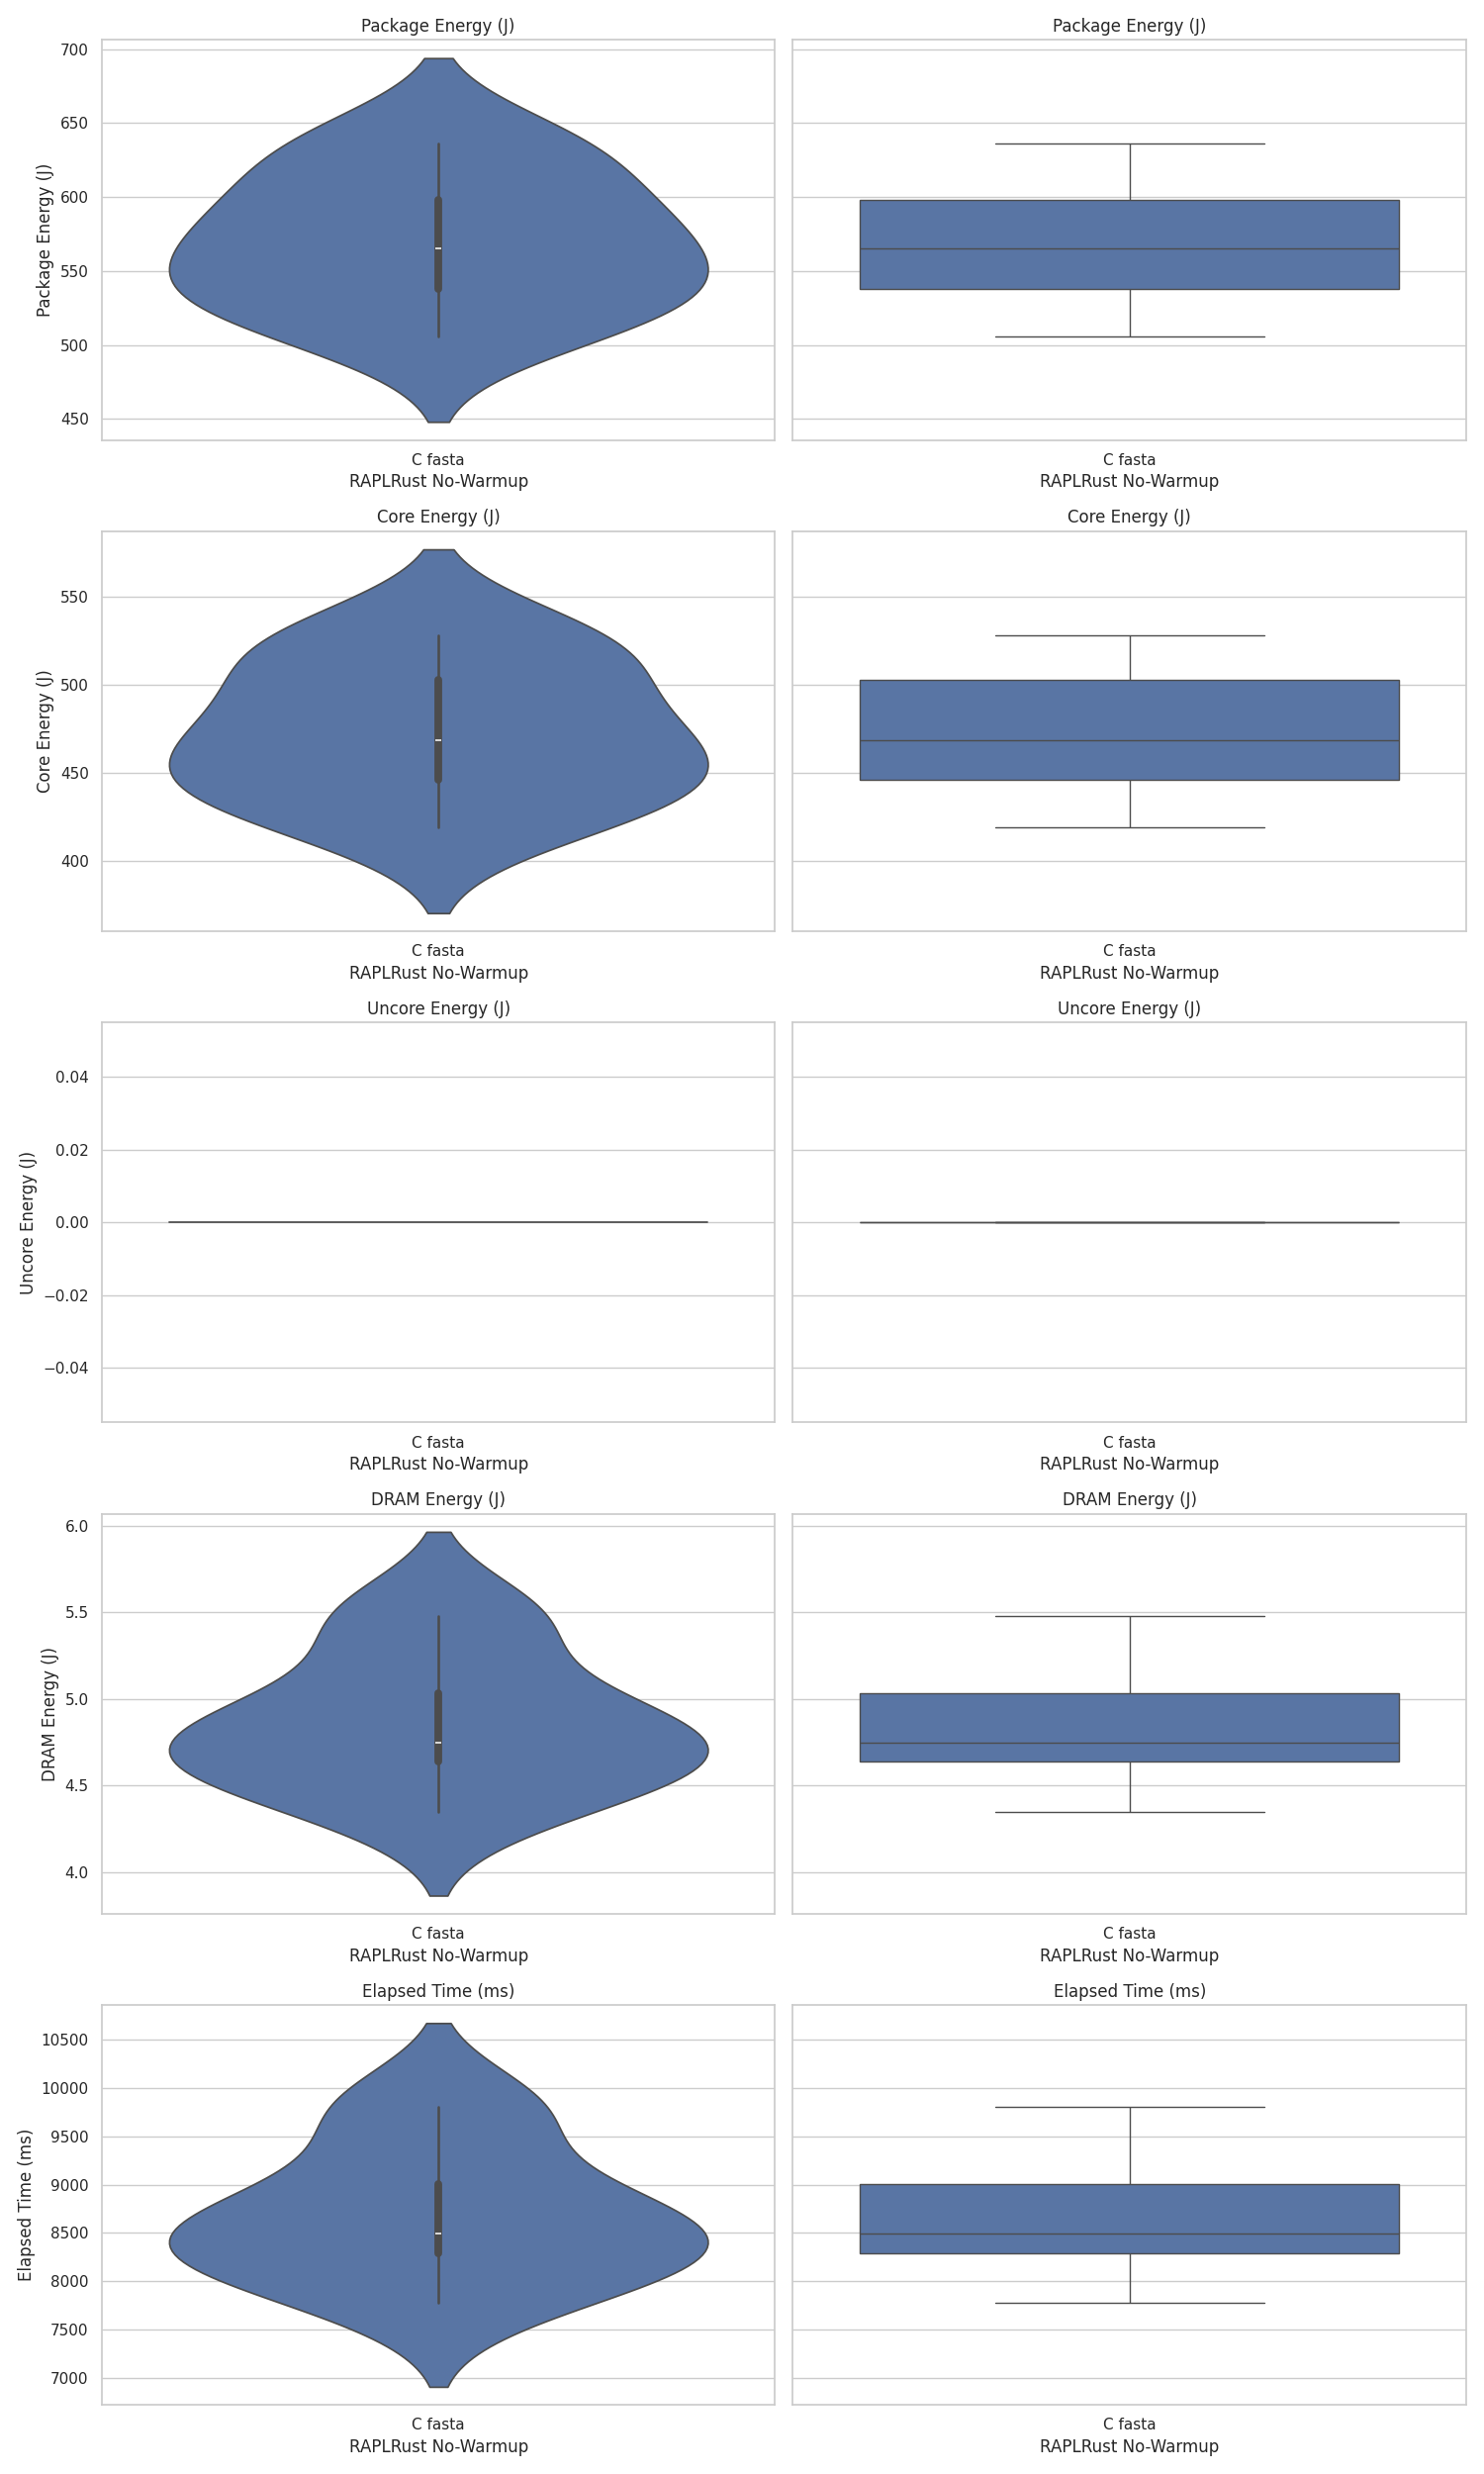 Package Energy (J)
Package Energy (J)
Package Energy (J)
700
650
600
550
500
450
C fasta
C fasta
RAPLRust No-Warmup
RAPLRust No-Warmup
Core Energy (J)
Core Energy (J)
Core Energy (J)
550
500
450
400
C fasta
C fasta
RAPLRust No-Warmup
RAPLRust No-Warmup
Uncore Energy (J)
Uncore Energy (J)
Uncore Energy (J)
0.04
0.02
0.00
−0.02
−0.04
C fasta
C fasta
RAPLRust No-Warmup
RAPLRust No-Warmup
DRAM Energy (J)
DRAM Energy (J)
DRAM Energy (J)
6.0
5.5
5.0
4.5
4.0
C fasta
C fasta
RAPLRust No-Warmup
RAPLRust No-Warmup
Elapsed Time (ms)
Elapsed Time (ms)
Elapsed Time (ms)
10500
10000
9500
9000
8500
8000
7500
7000
C fasta
C fasta
RAPLRust No-Warmup
RAPLRust No-Warmup